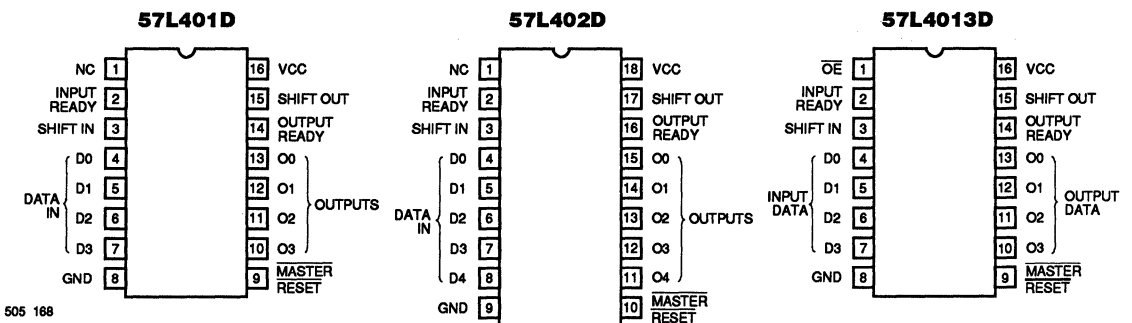 57L401D
NC 1 16 VCC
INPUT READY 2 15 SHIFT OUT
SHIFT IN 3 14 OUTPUT READY
D0 4 13 O0
D1 5 12 O1
D2 6 11 O2
D3 7 10 O3
DATA IN
OUTPUTS
GND 8 9 MASTER RESET
57L402D
NC 1 18 VCC
INPUT READY 2 17 SHIFT OUT
SHIFT IN 3 16 OUTPUT READY
D0 4 15 O0
D1 5 14 O1
D2 6 13 O2
D3 7 12 O3
D4 8 11 O4
DATA IN
OUTPUTS
GND 9 10 MASTER RESET
57L4013D
OE 1 16 VCC
INPUT READY 2 15 SHIFT OUT
SHIFT IN 3 14 OUTPUT READY
D0 4 13 O0
D1 5 12 O1
D2 6 11 O2
D3 7 10 O3
INPUT DATA
OUTPUT DATA
GND 8 9 MASTER RESET
505 168